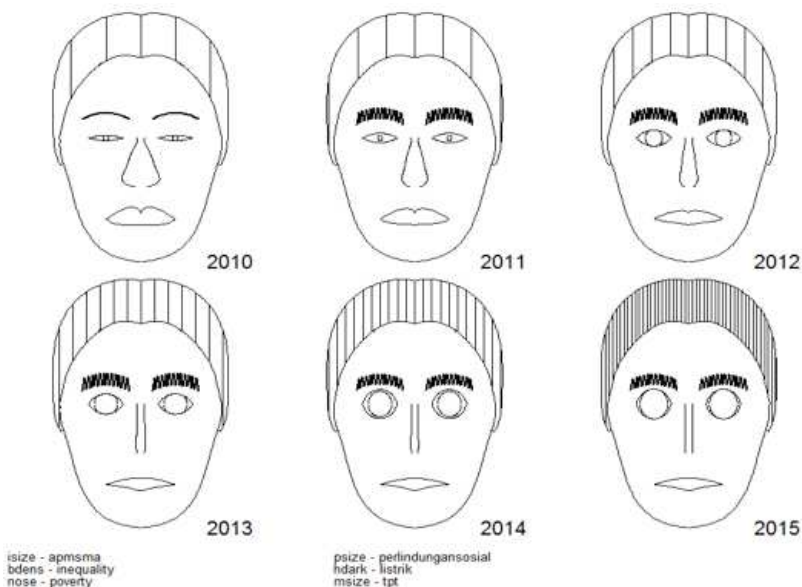 2010 2011 2012
2013 2014 2015
isize - apmsma psize - perlindungansosial
bdens - inequality hdark - listrik
nose - poverty msize - tpt